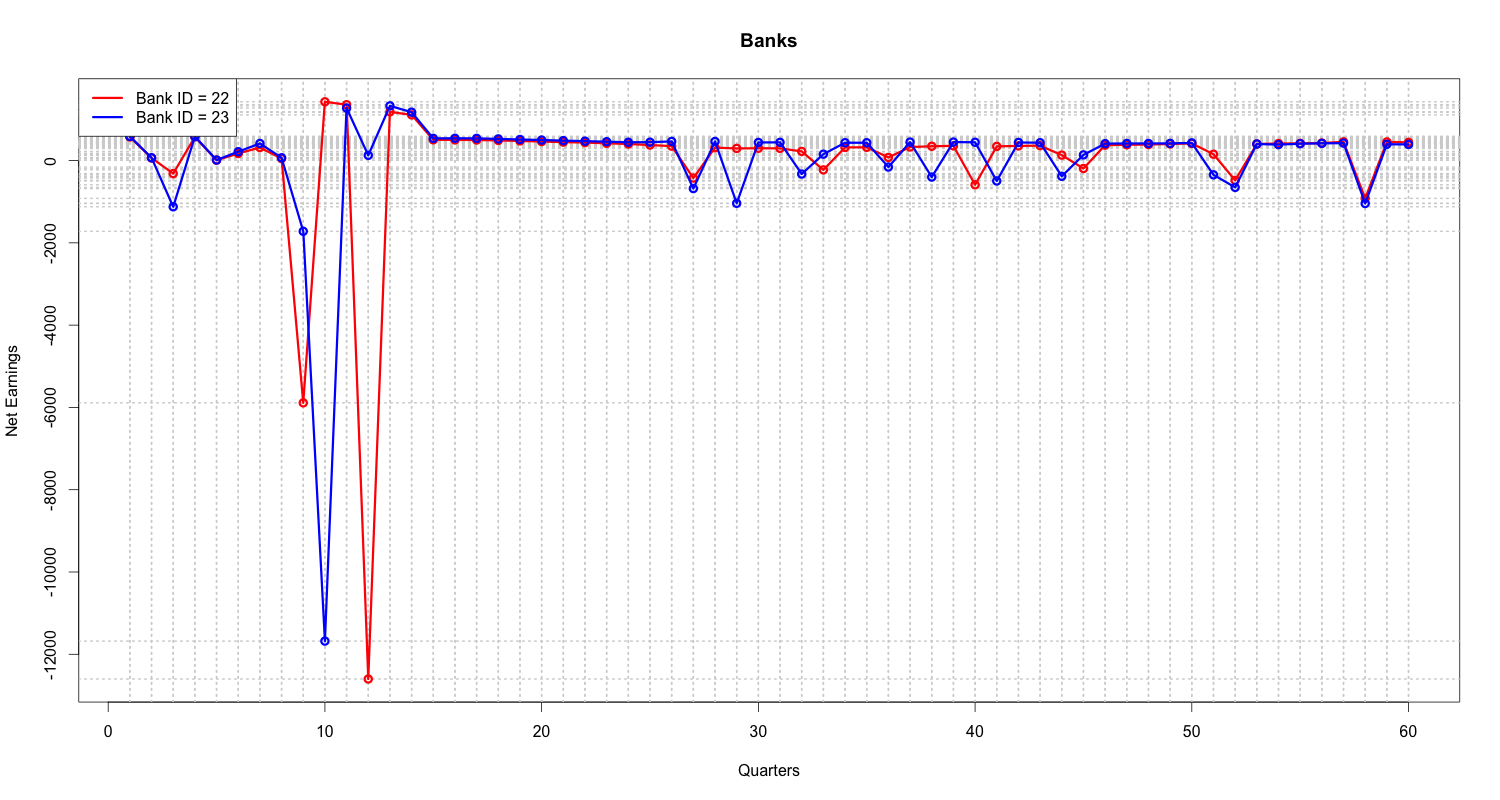 Banks
Bank ID = 22
Bank ID = 23
Net Earnings
0
-2000
-4000
-6000
-8000
-10000
-12000
0 10 20 30 40 50 60
Quarters